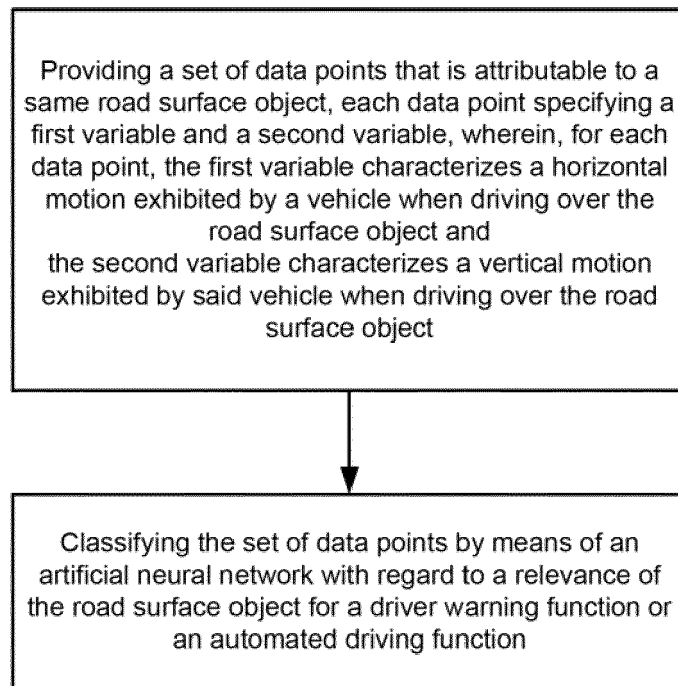 Providing a set of data points that is attributable to a
same road surface object, each data point specifying a
first variable and a second variable, wherein, for each
data point, the first variable characterizes a horizontal
motion exhibited by a vehicle when driving over the
road surface object and
the second variable characterizes a vertical motion
exhibited by said vehicle when driving over the road
surface object
Classifying the set of data points by means of an
artificial neural network with regard to a relevance of
the road surface object for a driver warning function or
an automated driving function